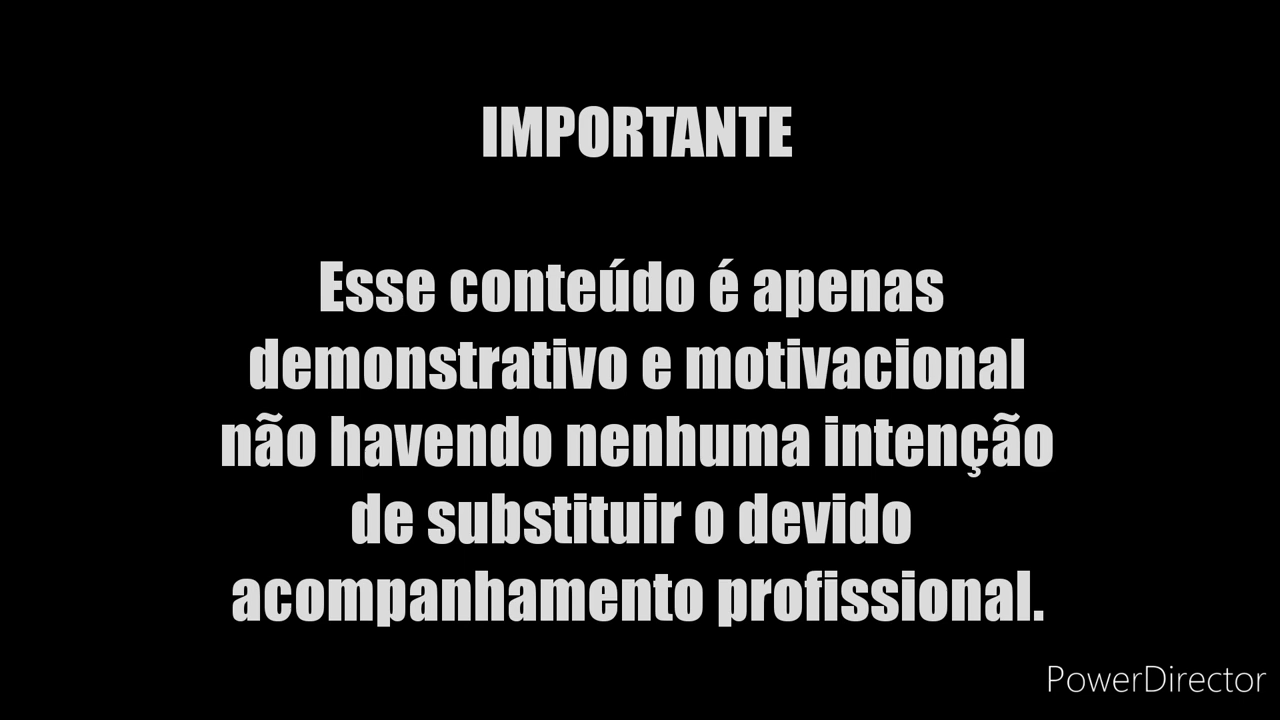 IMPORTANTE
Esse conteúdo é apenas
demonstrativo e motivacional
não havendo nenhuma intenção
de substituir o devido
acompanhamento profissional.
PowerDirector